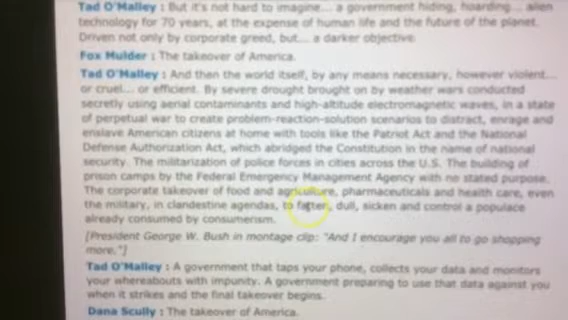 Tad O'Malley : But it's not hard to imagine... a government hiding, hoarding... alien
technology for 70 years, at the expense of human life and the future of the planet.
Driven not only by corporate greed, but... a darker objective.
Fox Mulder : The takeover of America.
Tad O'Malley : And then the world itself, by any means necessary, however violent...
or cruel... or efficient. By severe drought brought on by weather wars conducted
secretly using aerial contaminants and high-altitude electromagnetic waves, in a state
of perpetual war to create problem-reaction-solution scenarios to distract, enrage and
enslave American citizens at home with tools like the Patriot Act and the National
Defense Authorization Act, which abridged the Constitution in the name of national
security. The militarization of police forces in cities across the U.S. The building of
prison camps by the Federal Emergency Management Agency with no stated purpose.
The corporate takeover of food and agriculture, pharmaceuticals and health care, even
the military, in clandestine agendas, to fatten, dull, sicken and control a populace
already consumed by consumerism.
[President George W. Bush in montage clip: "And I encourage you all to go shopping
more."]
Tad O'Malley : A government that taps your phone, collects your data and monitors
your whereabouts with impunity. A government preparing to use that data against you
when it strikes and the final takeover begins.
Dana Scully : The takeover of America.